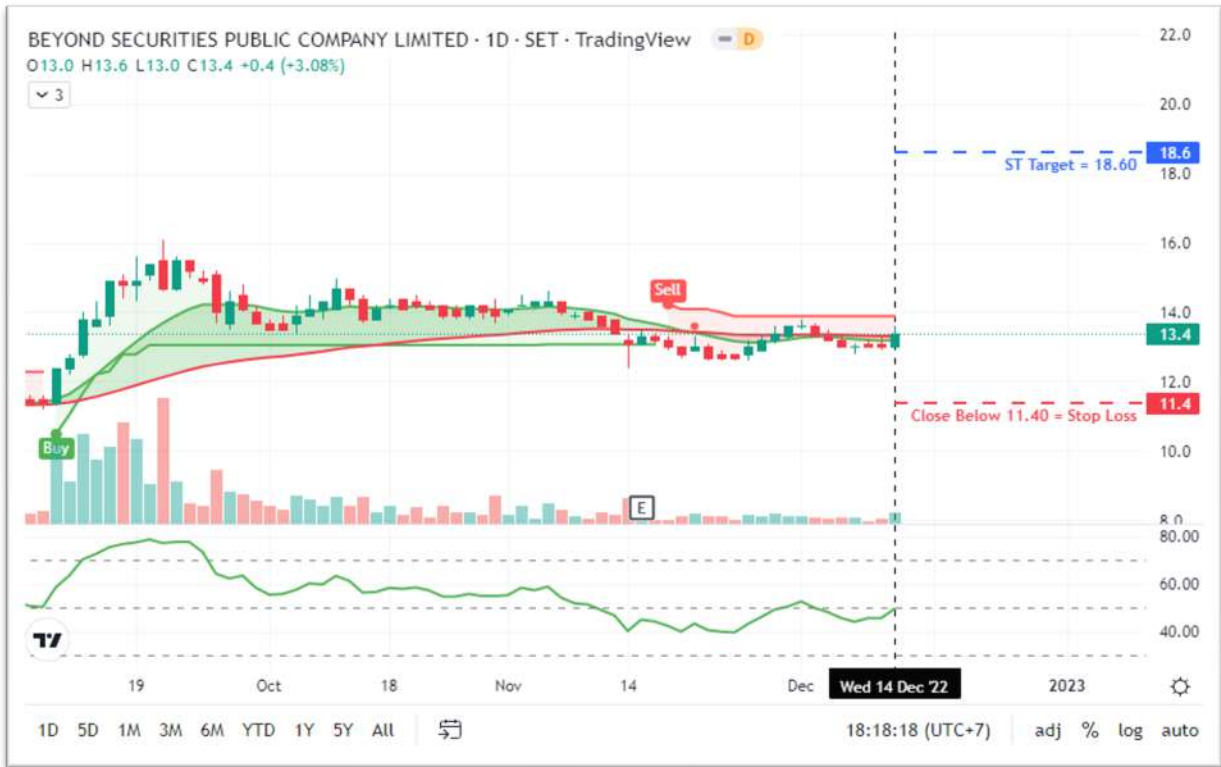 BEYOND SECURITIES PUBLIC COMPANY LIMITED · 1D · SET · TradingView D
O13.0 H13.6 L13.0 C13.4 +0.4 (+3.08%)
3
22.0
20.0
18.6
ST Target = 18.60
18.0
16.0
Sell
14.0
13.4
12.0
11.4
Close Below 11.40 = Stop Loss
Buy
10.0
E
8.0
80.00
60.00
40.00
19 Oct 18 Nov 14 Dec Wed 14 Dec '22 2023
1D 5D 1M 3M 6M YTD 1Y 5Y All 18:18:18 (UTC+7) adj % log auto